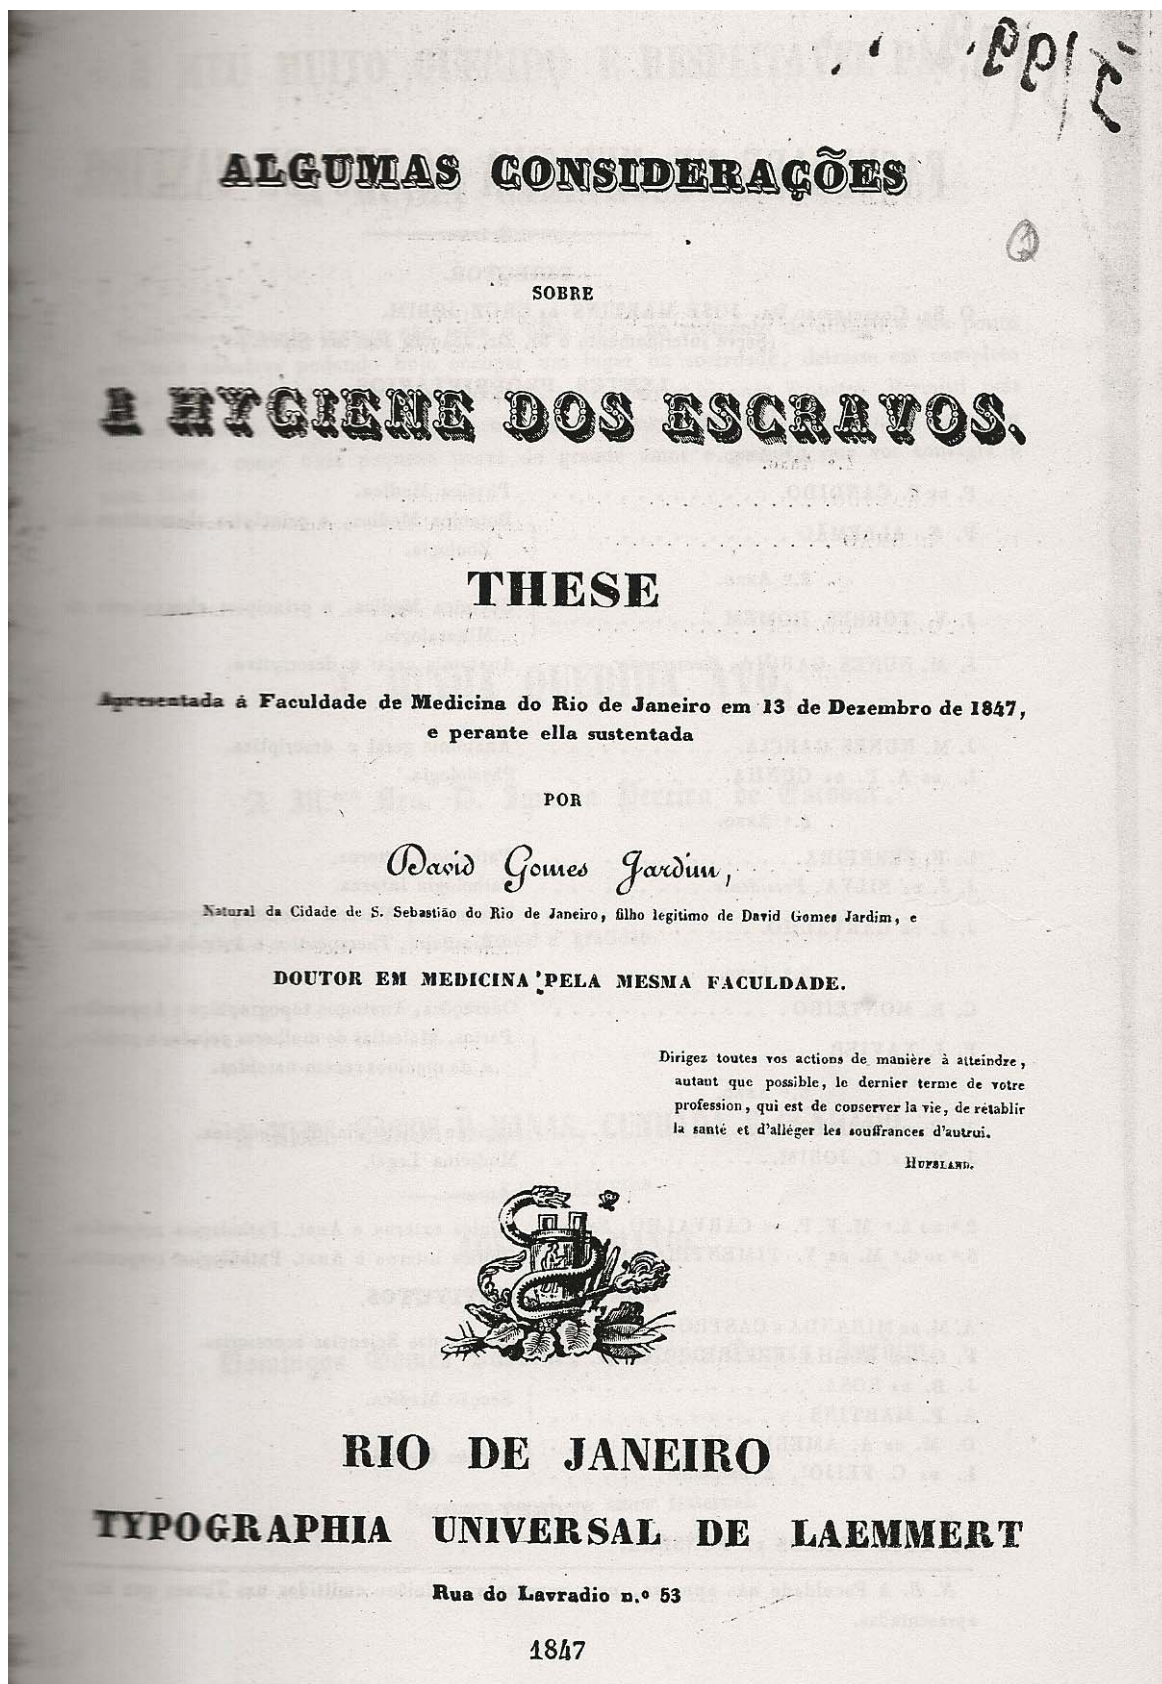 ALGUMAS CONSIDERAÇÕES
SOBRE
A HYGIENE DOS ESCRAVOS.
THESE
Apresentada á Faculdade de Medicina do Rio de Janeiro em 13 de Dezembro de 1847,
e perante ella sustentada
POR
David Gomes Jardim,
Natural da Cidade de S. Sebastião do Rio de Janeiro, filho legitimo de David Gomes Jardim, e
DOUTOR EM MEDICINA PELA MESMA FACULDADE.
Dirigez toutes vos actions de manière à atteindre,
autant que possible, le dernier terme de votre
profession, qui est de conserver la vie, de rétablir
la santé et d'alléger les souffrances d'autrui.
HUFELAND.
RIO DE JANEIRO
TYPOGRAPHIA UNIVERSAL DE LAEMMERT
Rua do Lavradio n.º 53
1847